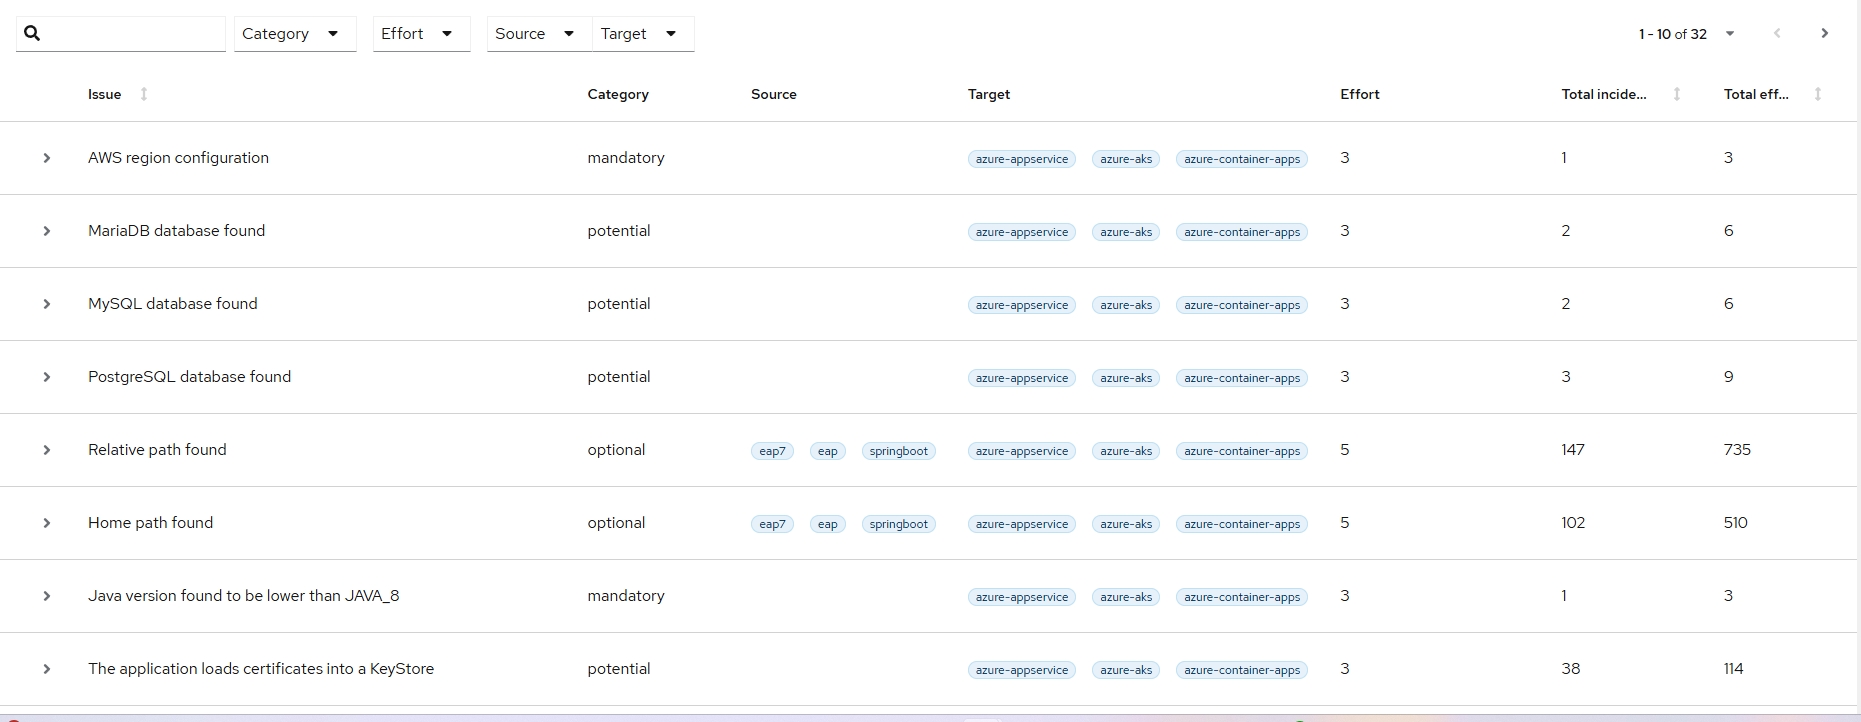 Category Effort Source Target 1 - 10 of 32
Issue Category Source Target Effort Total incide... Total eff...
AWS region configuration mandatory azure-appservice azure-aks azure-container-apps 3 1 3
MariaDB database found potential azure-appservice azure-aks azure-container-apps 3 2 6
MySQL database found potential azure-appservice azure-aks azure-container-apps 3 2 6
PostgreSQL database found potential azure-appservice azure-aks azure-container-apps 3 3 9
Relative path found optional eap7 eap springboot azure-appservice azure-aks azure-container-apps 5 147 735
Home path found optional eap7 eap springboot azure-appservice azure-aks azure-container-apps 5 102 510
Java version found to be lower than JAVA_8 mandatory azure-appservice azure-aks azure-container-apps 3 1 3
The application loads certificates into a KeyStore potential azure-appservice azure-aks azure-container-apps 3 38 114